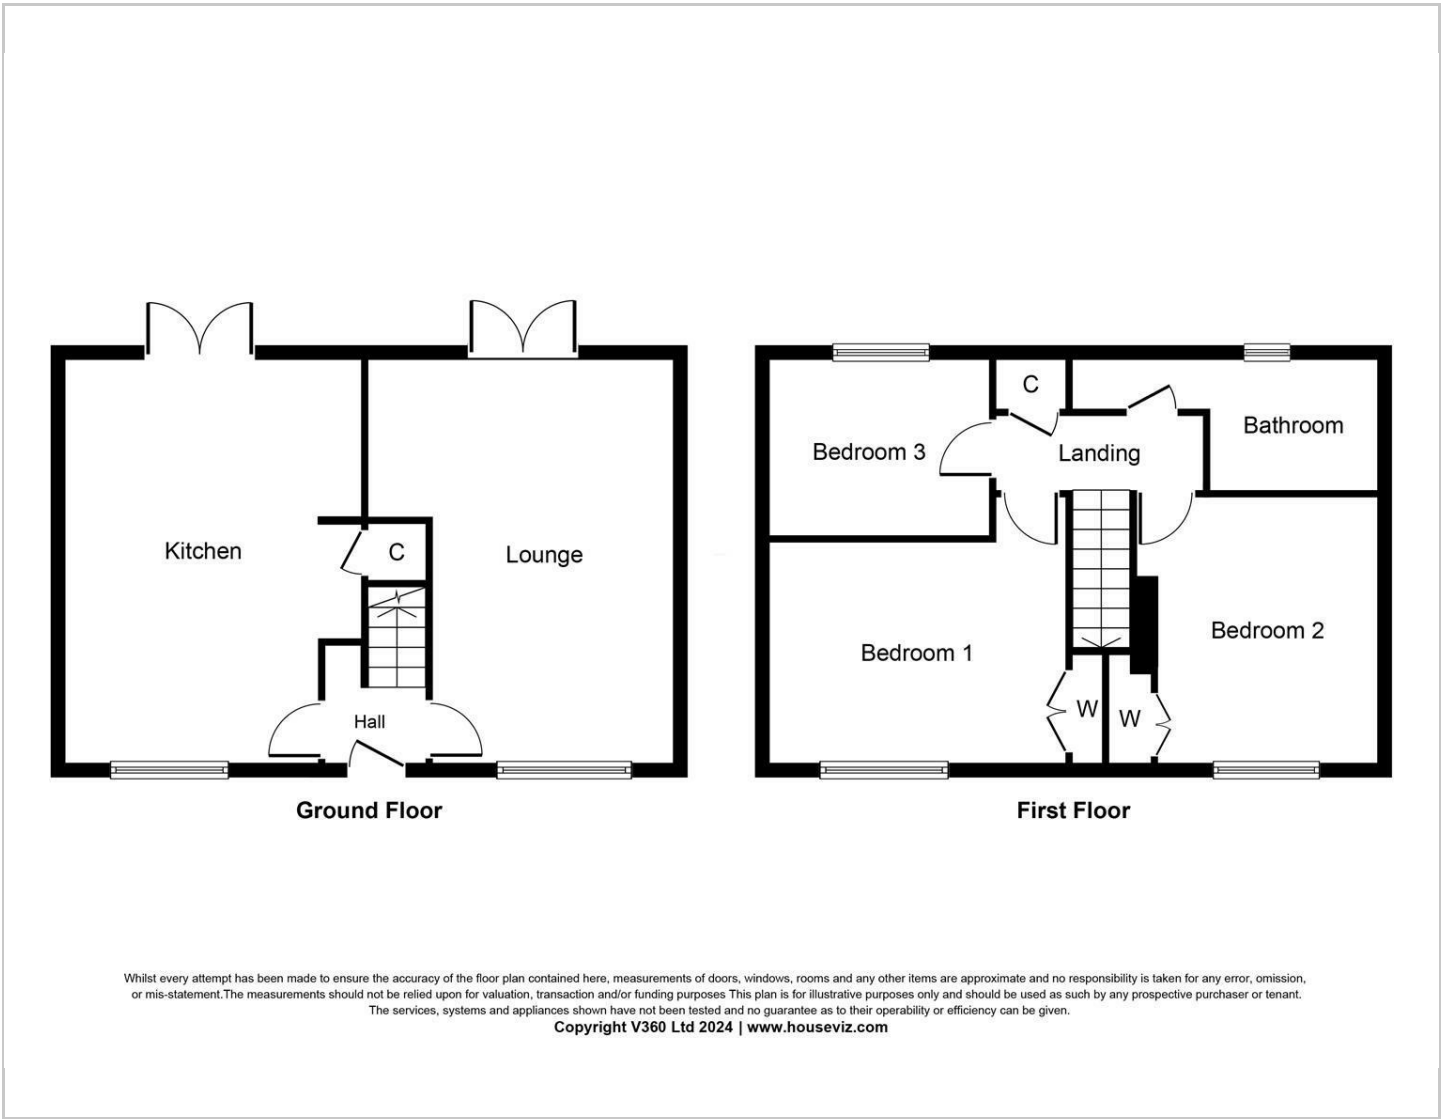 C
Bathroom
Bedroom 3
Landing
Kitchen
C
Lounge
Bedroom 2
Bedroom 1
W
W
Hall
Ground Floor
First Floor
Whilst every attempt has been made to ensure the accuracy of the floor plan contained here, measurements of doors, windows, rooms and any other items are approximate and no responsibility is taken for any error, omission,
or mis-statement.The measurements should not be relied upon for valuation, transaction and/or funding purposes This plan is for illustrative purposes only and should be used as such by any prospective purchaser or tenant.
The services, systems and appliances shown have not been tested and no guarantee as to their operability or efficiency can be given.
Copyright V360 Ltd 2024 | www.houseviz.com